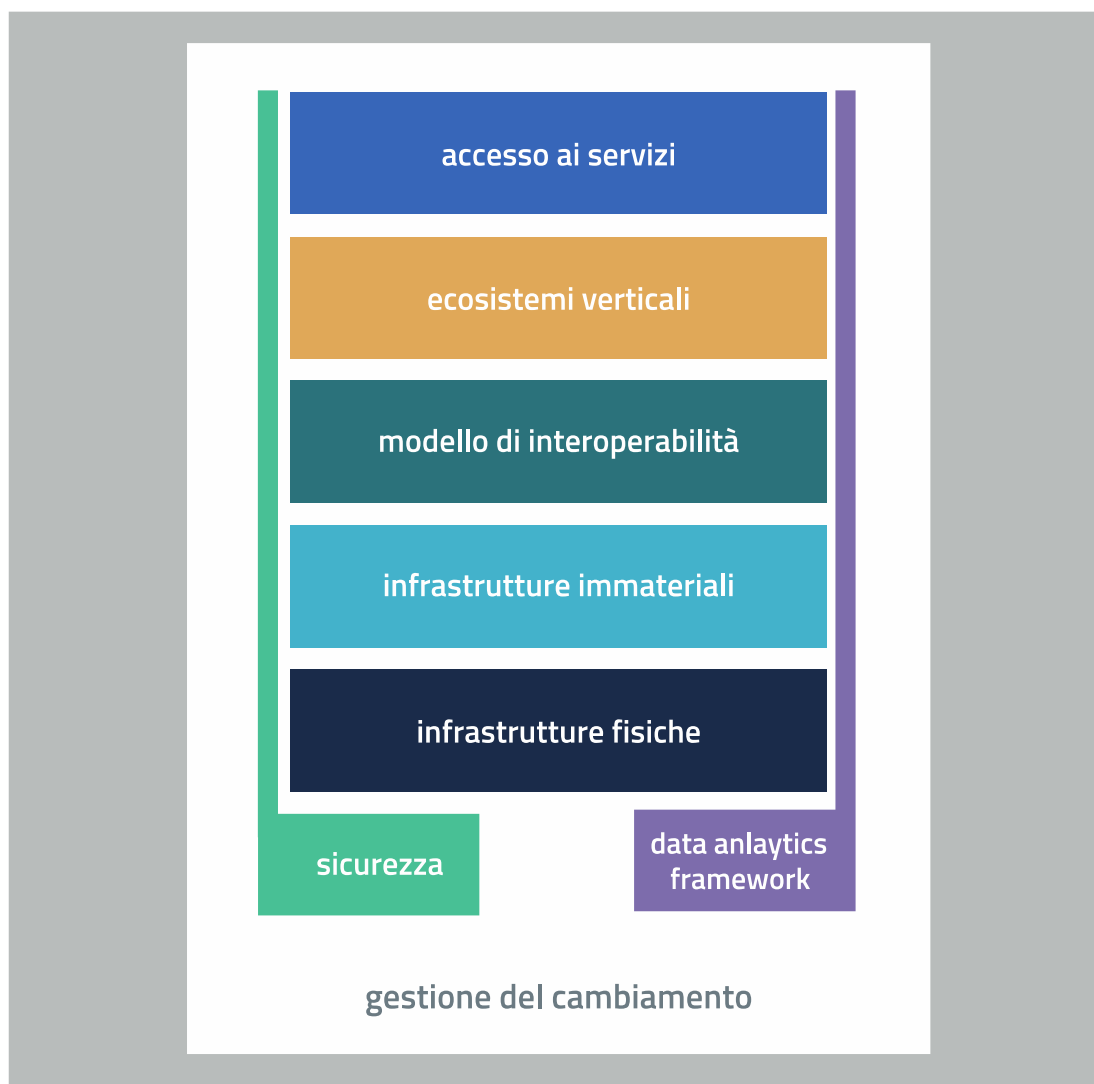 accesso ai servizi
ecosistemi verticali
modello di interoperabilità
infrastrutture immateriali
infrastrutture fisiche
sicurezza
data anlaytics
framework
gestione del cambiamento